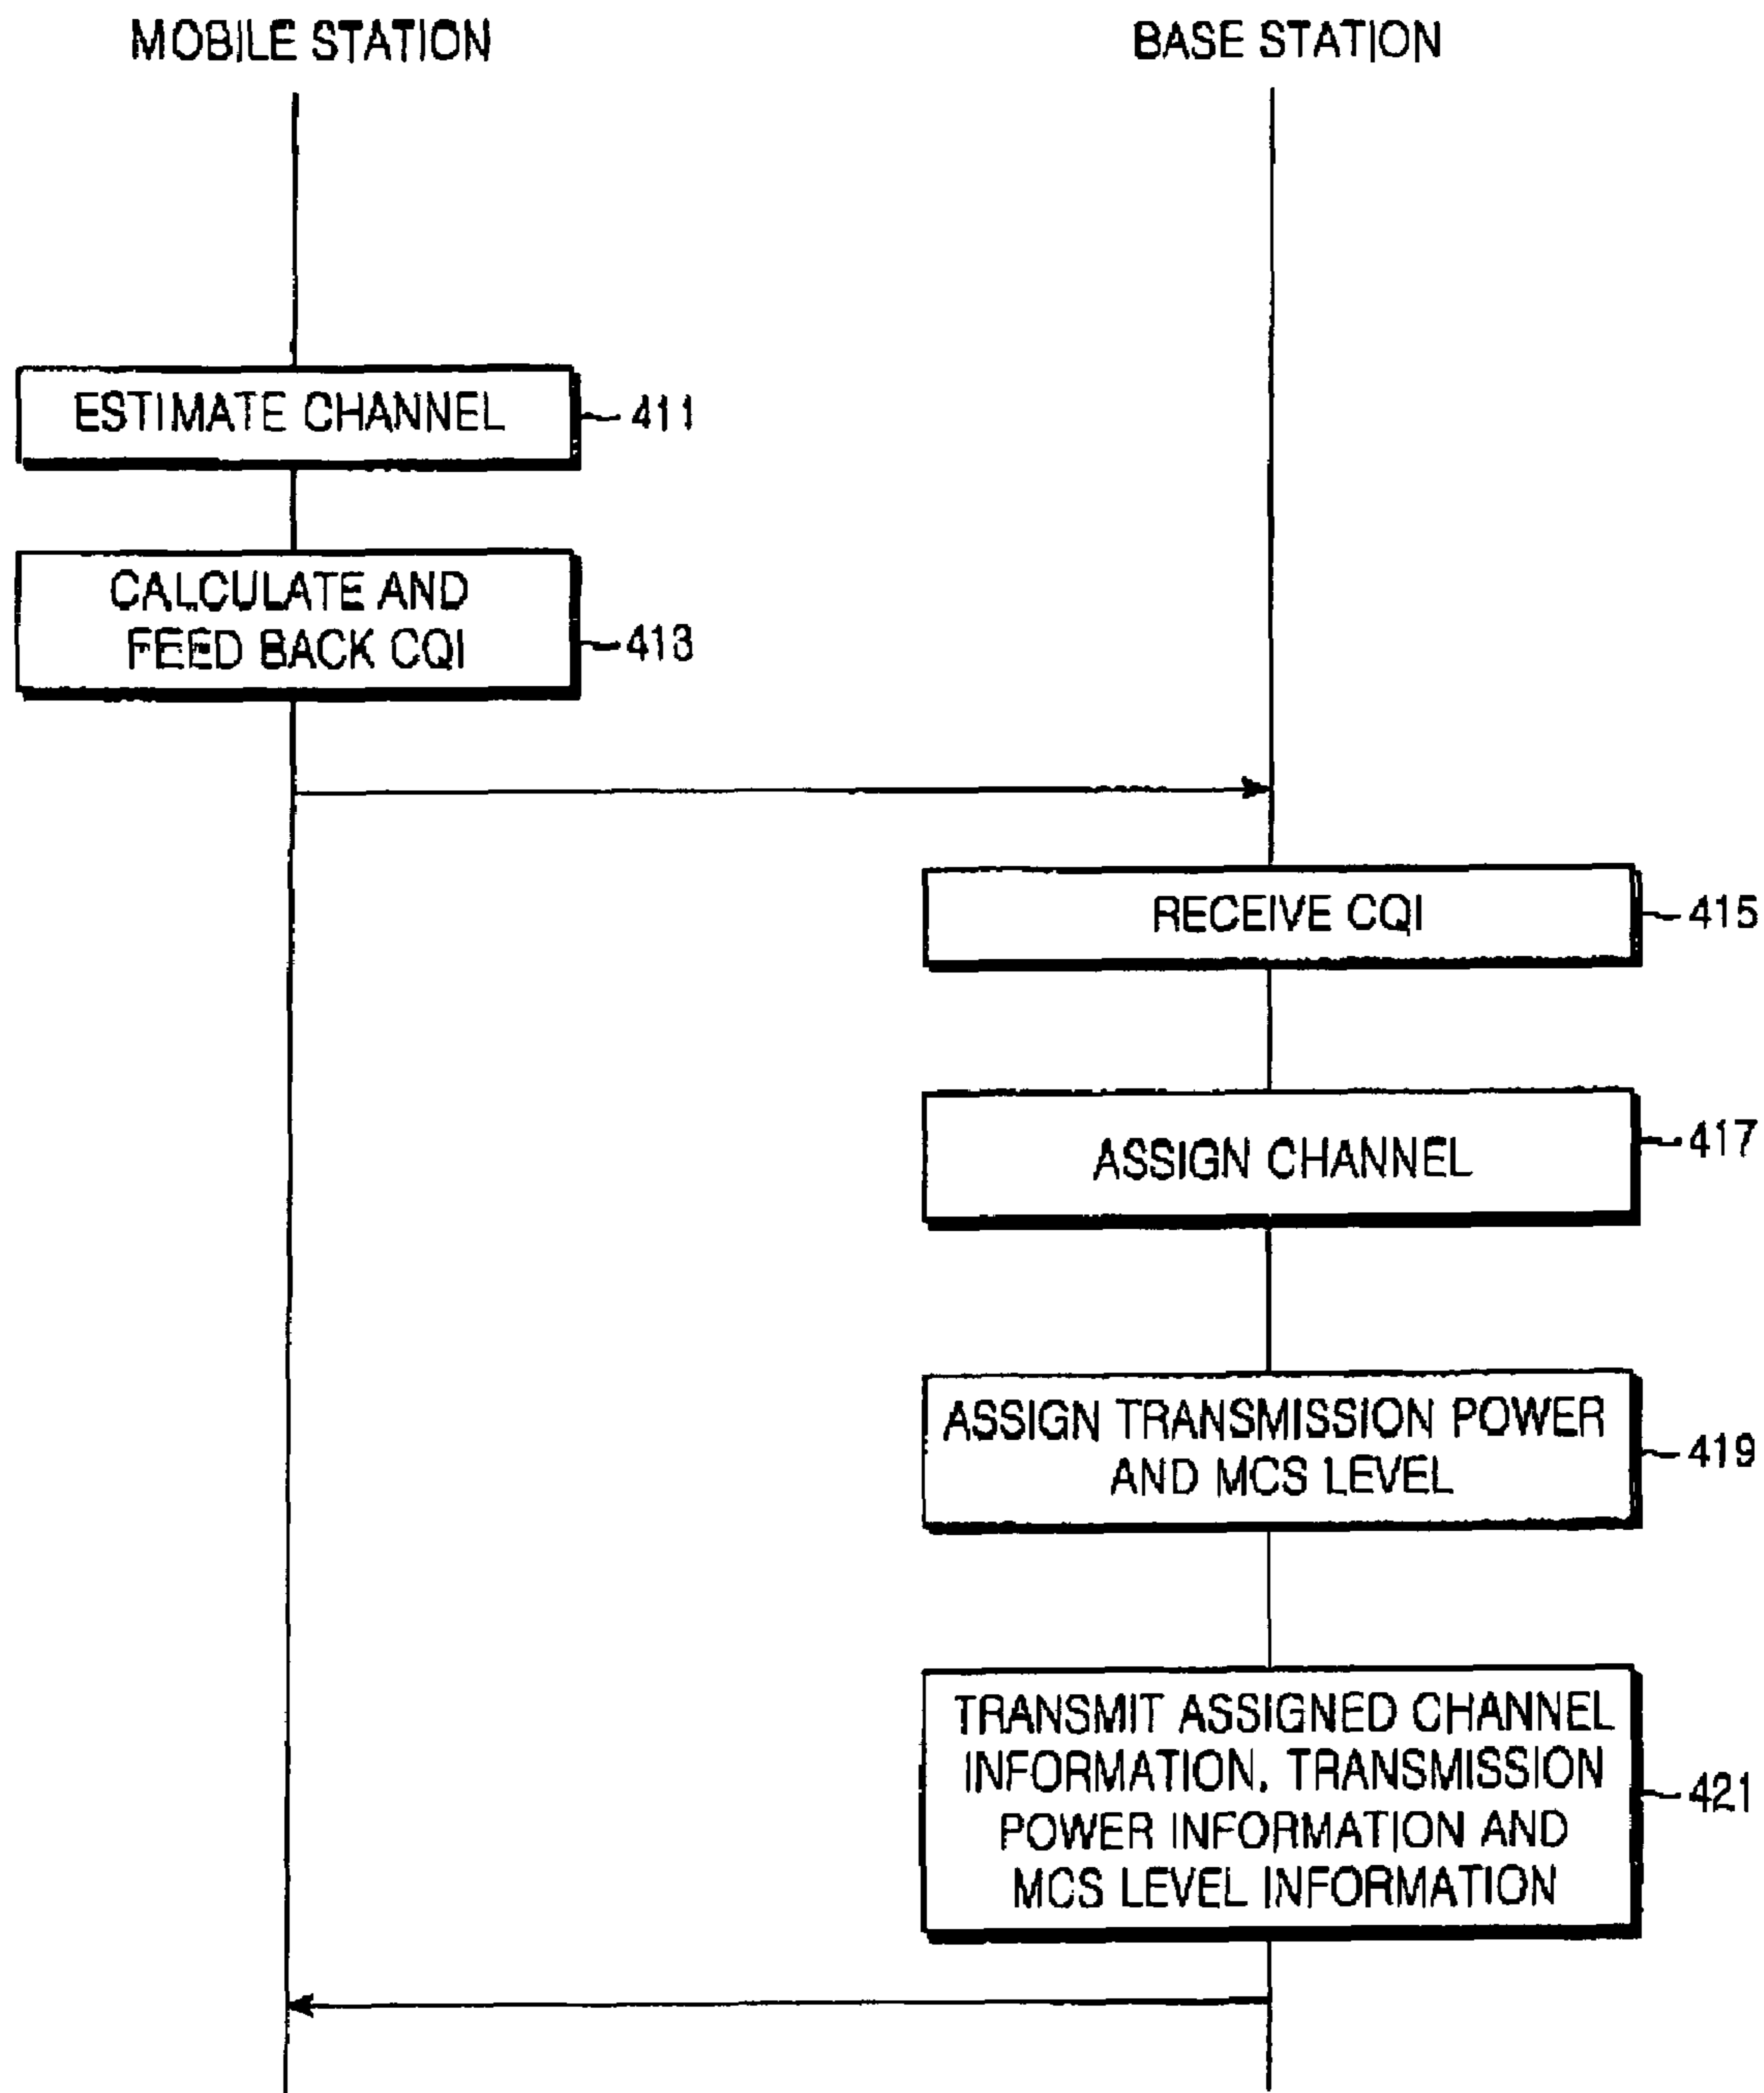 MOBILE STATION
BASE STATION
ESTIMATE CHANNEL
411
CALCULATE AND
FEED BACK CQI
413
RECEIVE CQI
415
ASSIGN CHANNEL
417
ASSIGN TRANSMISSION POWER
AND MCS LEVEL
419
TRANSMIT ASSIGNED CHANNEL
INFORMATION, TRANSMISSION
POWER INFORMATION AND
MCS LEVEL INFORMATION
421